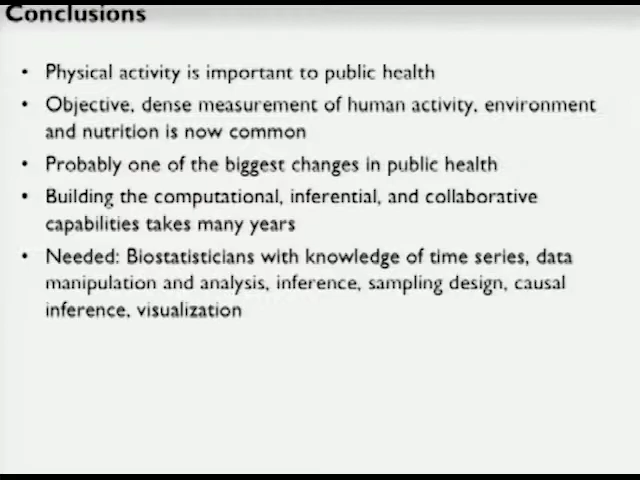 Conclusions
• Physical activity is important to public health
• Objective, dense measurement of human activity, environment
and nutrition is now common
• Probably one of the biggest changes in public health
• Building the computational, inferential, and collaborative
capabilities takes many years
• Needed: Biostatisticians with knowledge of time series, data
manipulation and analysis, inference, sampling design, causal
inference, visualization